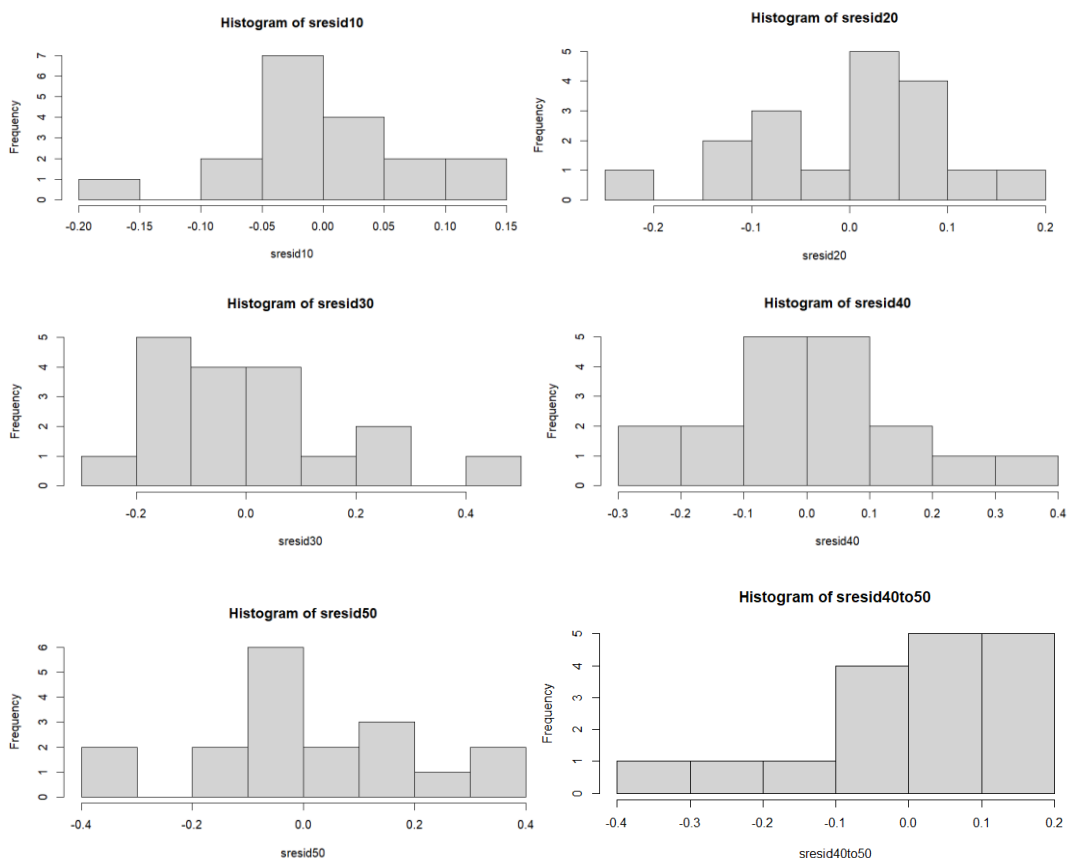 Histogram of sresid10
Frequency
7
6
5
4
3
2
1
0
-0.20 -0.15 -0.10 -0.05 0.00 0.05 0.10 0.15
sresid10
Histogram of sresid20
Frequency
5
4
3
2
1
0
-0.2 -0.1 0.0 0.1 0.2
sresid20
Histogram of sresid30
Frequency
5
4
3
2
1
0
-0.2 0.0 0.2 0.4
sresid30
Histogram of sresid40
Frequency
5
4
3
2
1
0
-0.3 -0.2 -0.1 0.0 0.1 0.2 0.3 0.4
sresid40
Histogram of sresid50
Frequency
6
5
4
3
2
1
0
-0.4 -0.2 0.0 0.2 0.4
sresid50
Histogram of sresid40to50
Frequency
5
4
3
2
1
0
-0.4 -0.3 -0.2 -0.1 0.0 0.1 0.2
sresid40to50